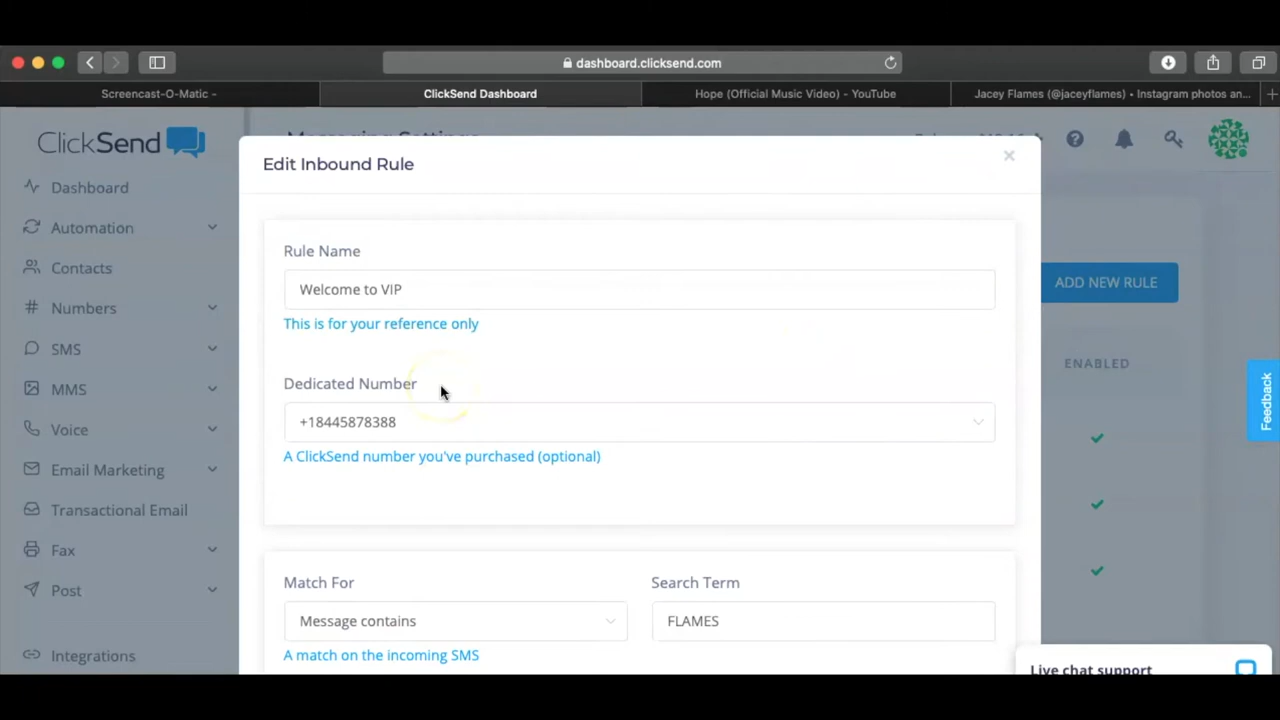 dashboard.clicksend.com
Screencast-O-Matic -
ClickSend Dashboard
Hope (Official Music Video) - YouTube
Jacey Flames (@jaceyflames) • Instagram photos an...
ClickSend
Messaging Settings
Edit Inbound Rule
Dashboard
Automation
Contacts
Numbers
SMS
MMS
Voice
Email Marketing
Transactional Email
Fax
Post
Integrations
Rule Name
Welcome to VIP
This is for your reference only
Dedicated Number
+18445878388
A ClickSend number you've purchased (optional)
Match For
Search Term
Message contains
FLAMES
A match on the incoming SMS
ADD NEW RULE
ENABLED
Feedback
Live chat support